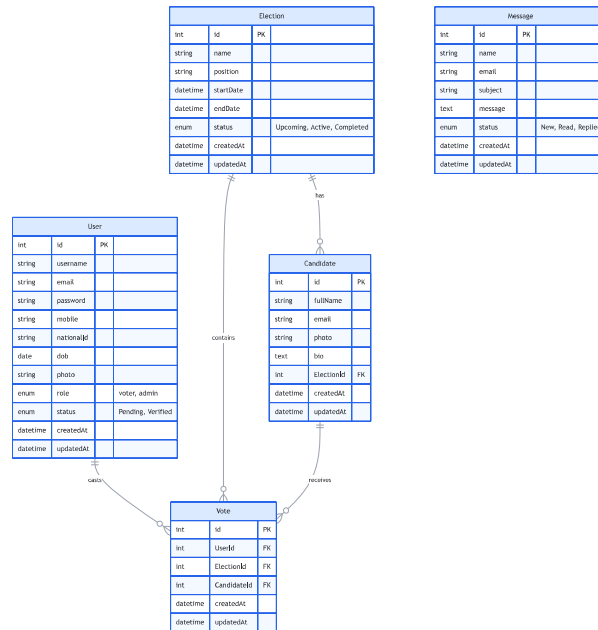 Election
int id PK
string name
string position
datetime startDate
datetime endDate
enum status Upcoming, Active, Completed
datetime createdAt
datetime updatedAt
Message
int id PK
string name
string email
string subject
text message
enum status New, Read, Replied
datetime createdAt
datetime updatedAt
has
User
int id PK
string username
string email
string password
string mobile
string nationalId
date dob
string photo
enum role voter, admin
enum status Pending, Verified
datetime createdAt
datetime updatedAt
Candidate
int id PK
string fullName
string email
string photo
text bio
int ElectionId FK
datetime createdAt
datetime updatedAt
contains
casts
receives
Vote
int id PK
int UserId FK
int ElectionId FK
int CandidateId FK
datetime createdAt
datetime updatedAt